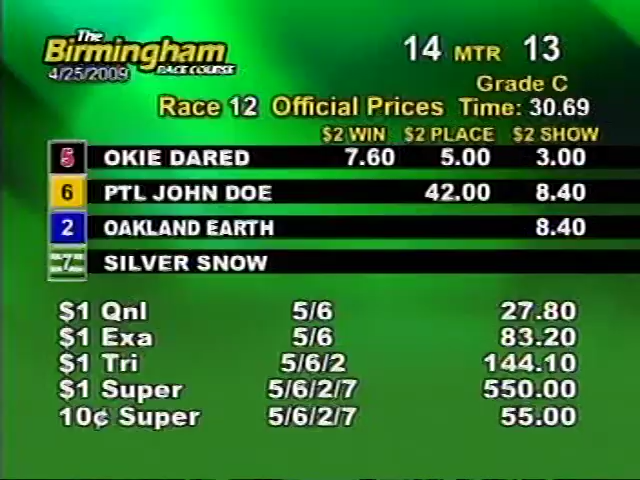 The
Birmingham
RACE COURSE
4/25/2009
14 MTR 13
Grade C
Race 12 Official Prices Time: 30.69
$2 WIN $2 PLACE $2 SHOW
5 OKIE DARED 7.60 5.00 3.00
6 PTL JOHN DOE 42.00 8.40
2 OAKLAND EARTH 8.40
7 SILVER SNOW
$1 Qnl 5/6 27.80
$1 Exa 5/6 83.20
$1 Tri 5/6/2 144.10
$1 Super 5/6/2/7 550.00
10¢ Super 5/6/2/7 55.00